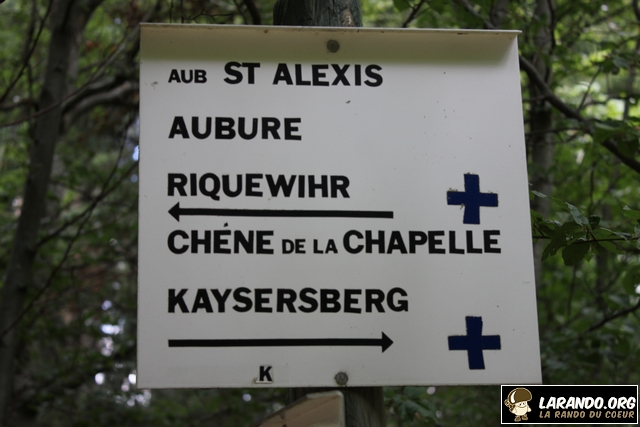 AUB ST ALEXIS
AUBURE
RIQUEWIHR
CHÉNE DE LA CHAPELLE
KAYSERSBERG
K
LARANDO.ORG
LA RANDO DU COEUR